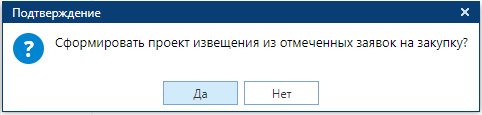 Подтверждение
Сформировать проект извещения из отмеченных заявок на закупку?
Да
Нет